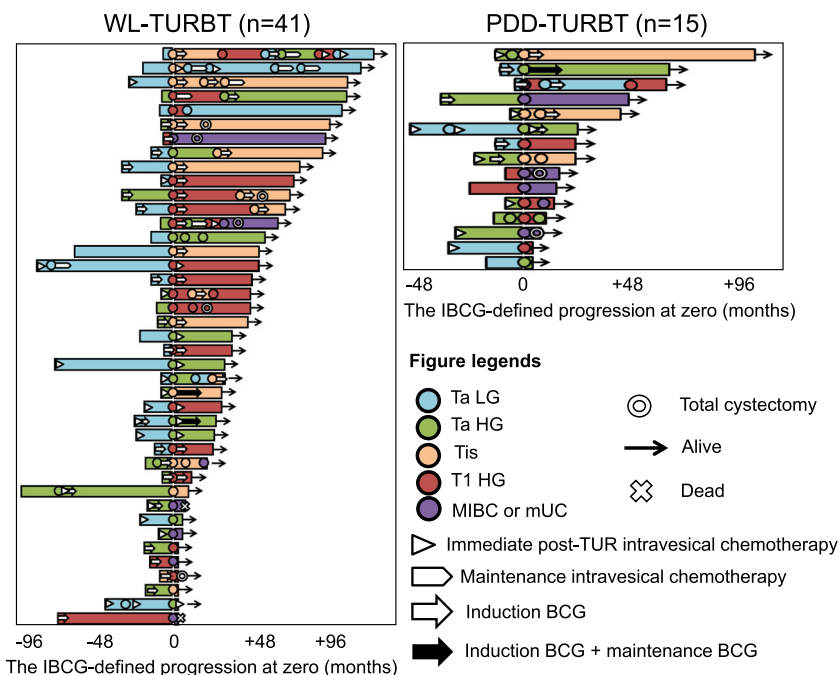 WL-TURBT (n=41)
PDD-TURBT (n=15)
-96 -48 0 +48 +96
The IBCG-defined progression at zero (months)
-48 0 +48 +96
The IBCG-defined progression at zero (months)
Figure legends
Ta LG
Ta HG
Tis
T1 HG
MIBC or mUC
Total cystectomy
Alive
Dead
Immediate post-TUR intravesical chemotherapy
Maintenance intravesical chemotherapy
Induction BCG
Induction BCG + maintenance BCG